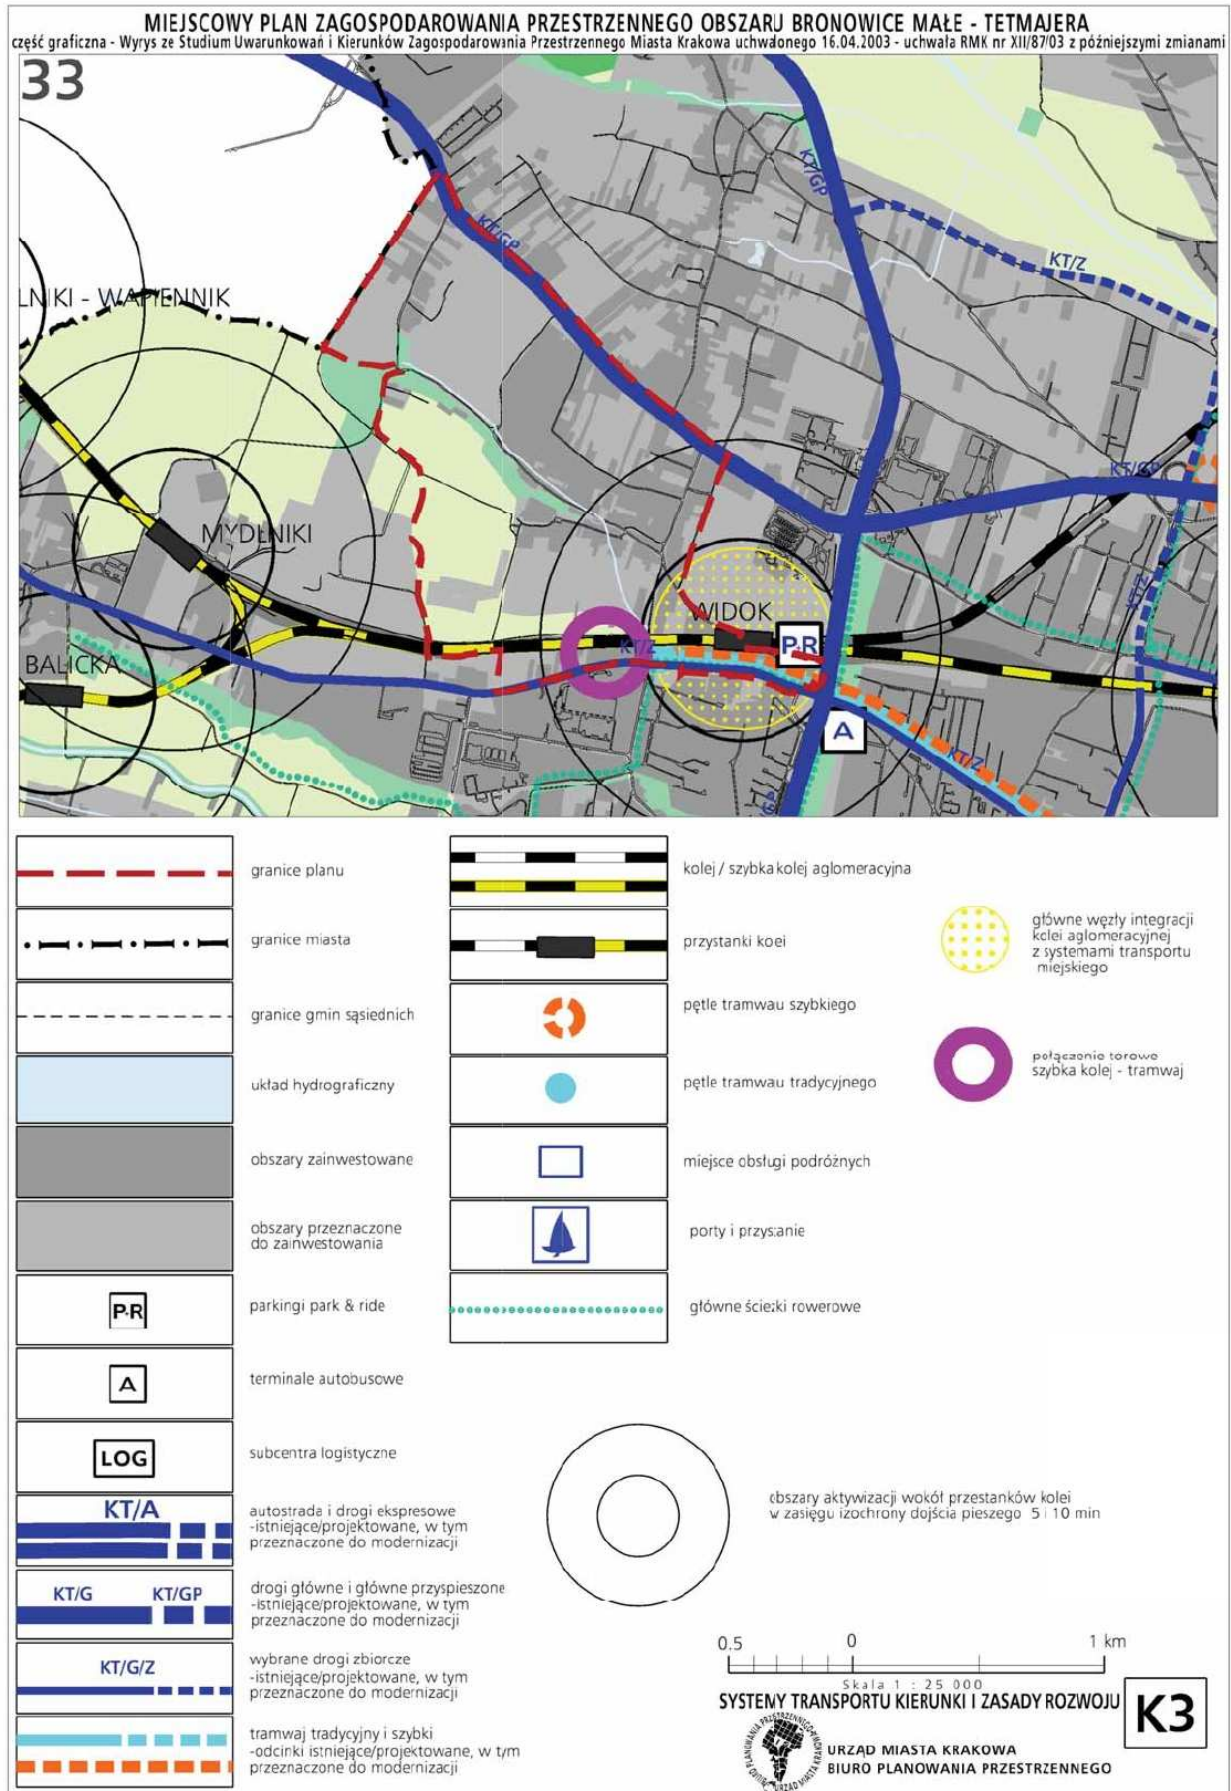 MIEJSCOWY PLAN ZAGOSPODAROWANIA PRZESTRZENNEGO OBSZARU BRONOWICE MAŁE - TETMAJERA
część graficzna - Wyrys ze Studium Uwarunkowań i Kierunków Zagospodarowania Przestrzennego Miasta Krakowa uchwalonego 16.04.2003 - uchwała RMK nr XII/87/03 z późniejszymi zmianami
33
KT/GP
KT/GP
KT/Z
LNIKI - WAPIENNIK
KT/GP
MYDLNIKI
KT/Z
WIDOK
KT/Z
P+R
BALICKA
A
KT/Z
granice planu
granice miasta
granice gmin sąsiednich
układ hydrograficzny
obszary zainwestowane
obszary przeznaczone
do zainwestowania
P+R
parkingi park & ride
A
terminale autobusowe
LOG
subcentra logistyczne
KT/A
autostrada i drogi ekspresowe
-istniejące/projektowane, w tym
przeznaczone do modernizacji
KT/G KT/GP
drogi główne i główne przyspieszone
-istniejące/projektowane, w tym
przeznaczone do modernizacji
KT/G/Z
wybrane drogi zbiorcze
-istniejące/projektowane, w tym
przeznaczone do modernizacji
tramwaj tradycyjny i szybki
-odcinki istniejące/projektowane, w tym
przeznaczone do modernizacji
kolej / szybka kolej aglomeracyjna
przystanki koei
pętle tramwau szybkiego
pętle tramwau tradycyjnego
miejsce obsługi podróżnych
porty i przystanie
główne ścieżki rowerowe
główne węzły integracji
kolei aglomeracyjnej
z systemami transportu
miejskiego
połączenie torowe
szybka kolej - tramwaj
obszary aktywizacji wokół przestanków kolei
w zasięgu izochrony dojścia pieszego 5 i 10 min
0.5 0 1 km
Skala 1 : 25 000
SYSTEMY TRANSPORTU KIERUNKI I ZASADY ROZWOJU
K3
URZĄD MIASTA KRAKOWA
BIURO PLANOWANIA PRZESTRZENNEGO